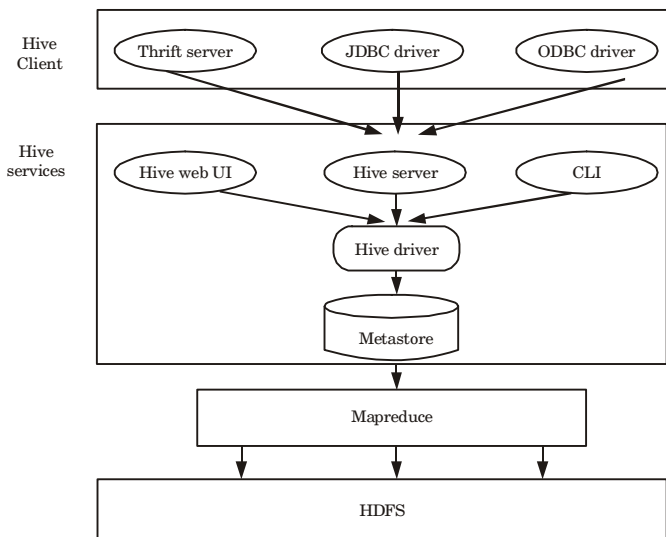 Hive
Client
Thrift server
JDBC driver
ODBC driver
Hive
services
Hive web UI
Hive server
CLI
Hive driver
Metastore
Mapreduce
HDFS